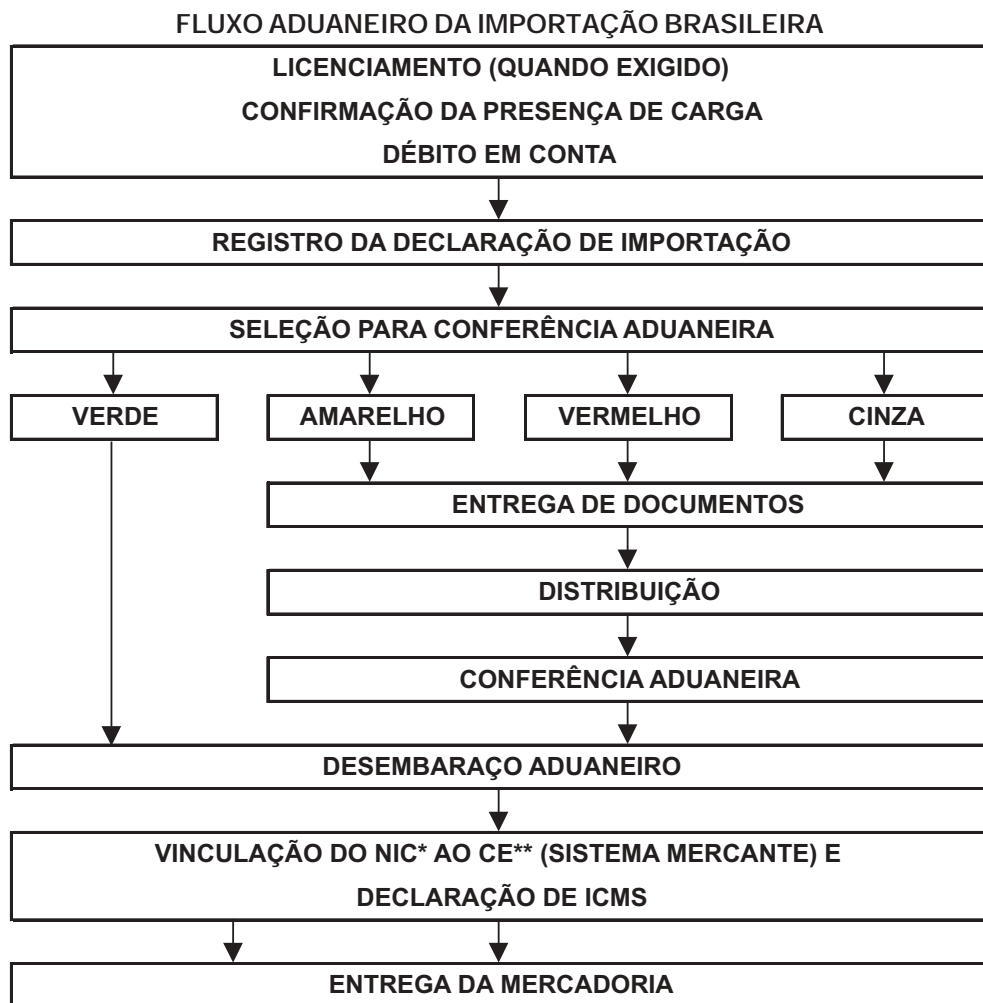 FLUXO ADUANEIRO DA IMPORTAÇÃO BRASILEIRA
LICENCIAMENTO (QUANDO EXIGIDO)
CONFIRMAÇÃO DA PRESENÇA DE CARGA
DÉBITO EM CONTA
REGISTRO DA DECLARAÇÃO DE IMPORTAÇÃO
SELEÇÃO PARA CONFERÊNCIA ADUANEIRA
VERDE AMARELHO VERMELHO CINZA
ENTREGA DE DOCUMENTOS
DISTRIBUIÇÃO
CONFERÊNCIA ADUANEIRA
DESEMBARAÇO ADUANEIRO
VINCULAÇÃO DO NIC* AO CE** (SISTEMA MERCANTE) E
DECLARAÇÃO DE ICMS
ENTREGA DA MERCADORIA